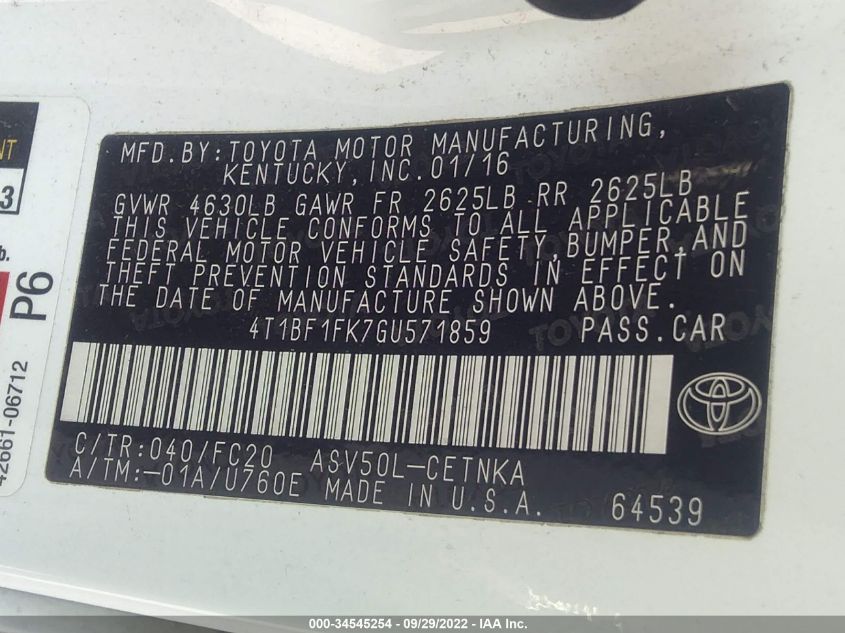 MFD.BY:TOYOTA MOTOR MANUFACTURING,
KENTUCKY,INC.01/16
GVWR 4630LB GAWR FR 2625LB RR 2625LB
THIS VEHICLE CONFORMS TO ALL APPLICABLE
FEDERAL MOTOR VEHICLE SAFETY,BUMPER,AND
THEFT PREVENTION STANDARDS IN EFFECT ON
THE DATE OF MANUFACTURE SHOWN ABOVE.
4T1BF1FK7GU571859 PASS.CAR
C/TR:040/FC20 ASV50L-CETNKA
A/TM:-01A/U760E MADE IN U.S.A. 64539
P6
42661-06712
000-34545254 - 09/29/2022 - IAA Inc.